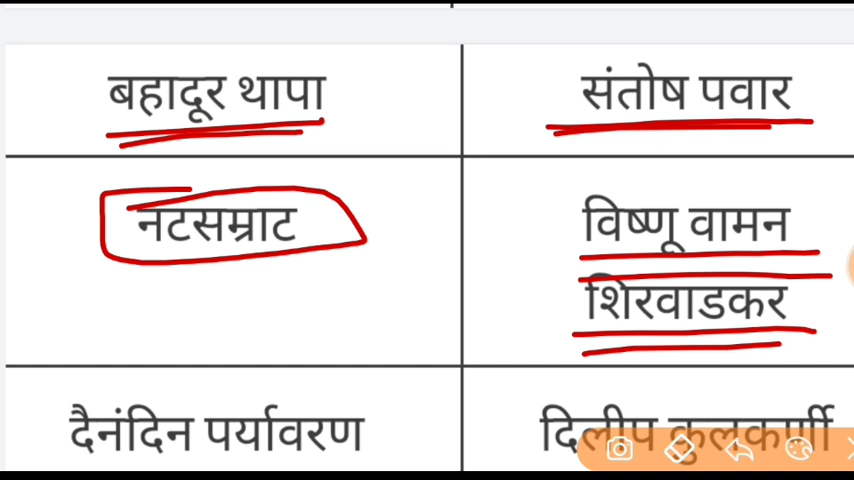 बहादूर थापा
संतोष पवार
नटसम्राट
विष्णू वामन
शिरवाडकर
दैनंदिन पर्यावरण
दिलीप कुलकर्णी